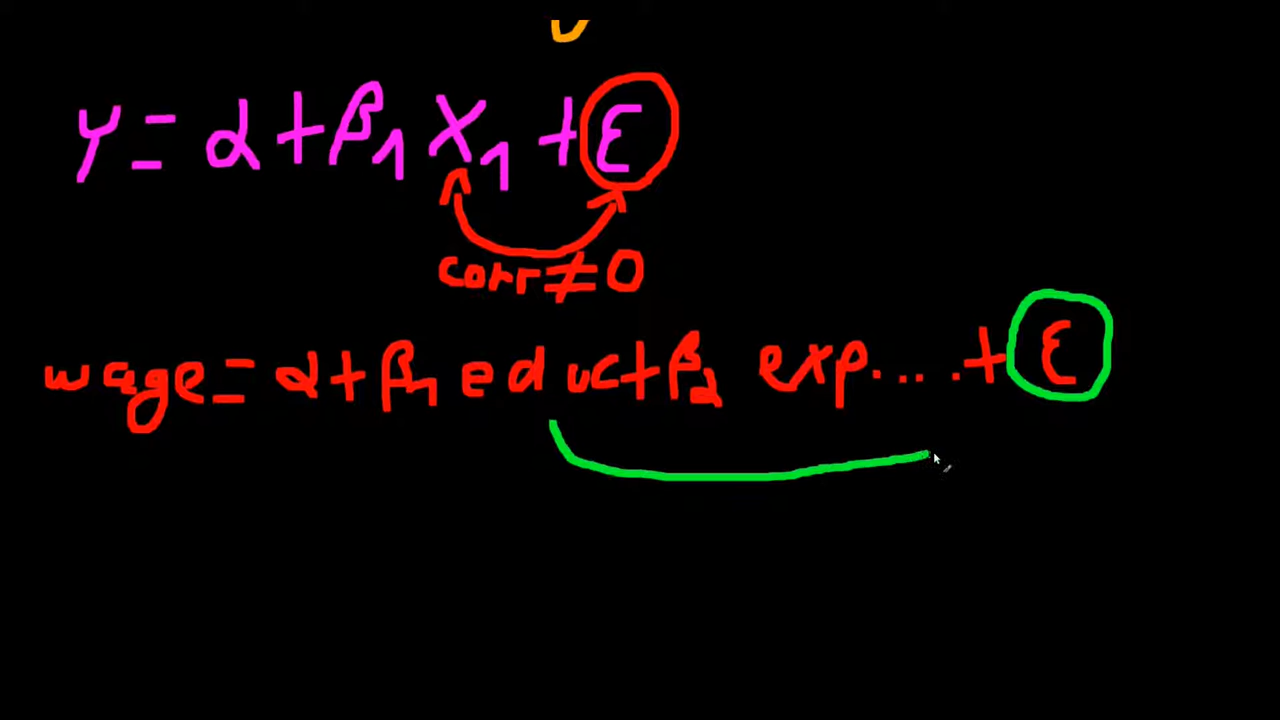 y = α + β₁ x₁ + ε
corr ≠ 0
wage = α + β₁ educ + β₂ exp. ... + ε